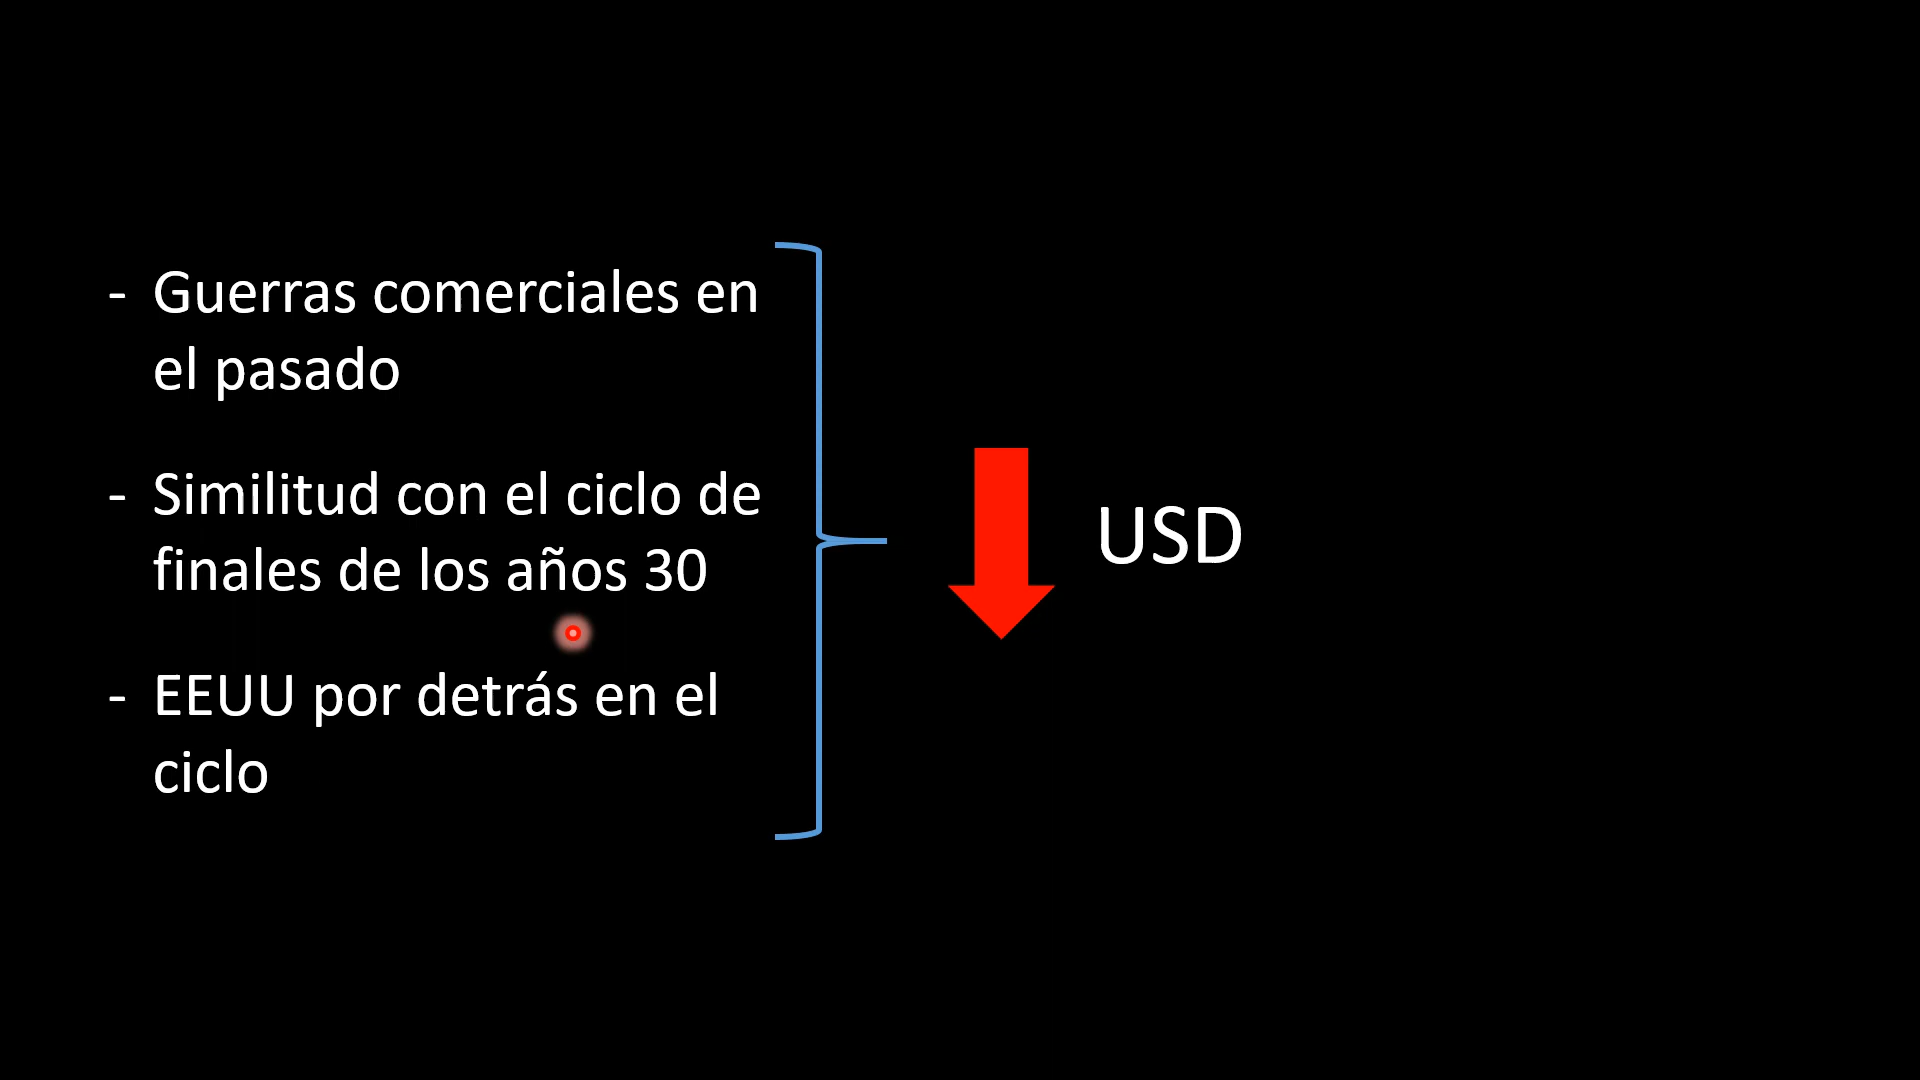 - Guerras comerciales en
el pasado
- Similitud con el ciclo de
finales de los años 30
- EEUU por detrás en el
ciclo
USD